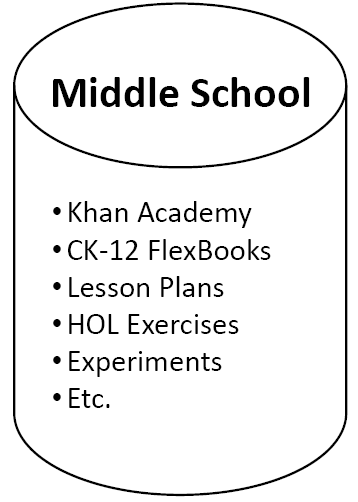 Middle School
• Khan Academy
• CK-12 FlexBooks
• Lesson Plans
• HOL Exercises
• Experiments
• Etc.